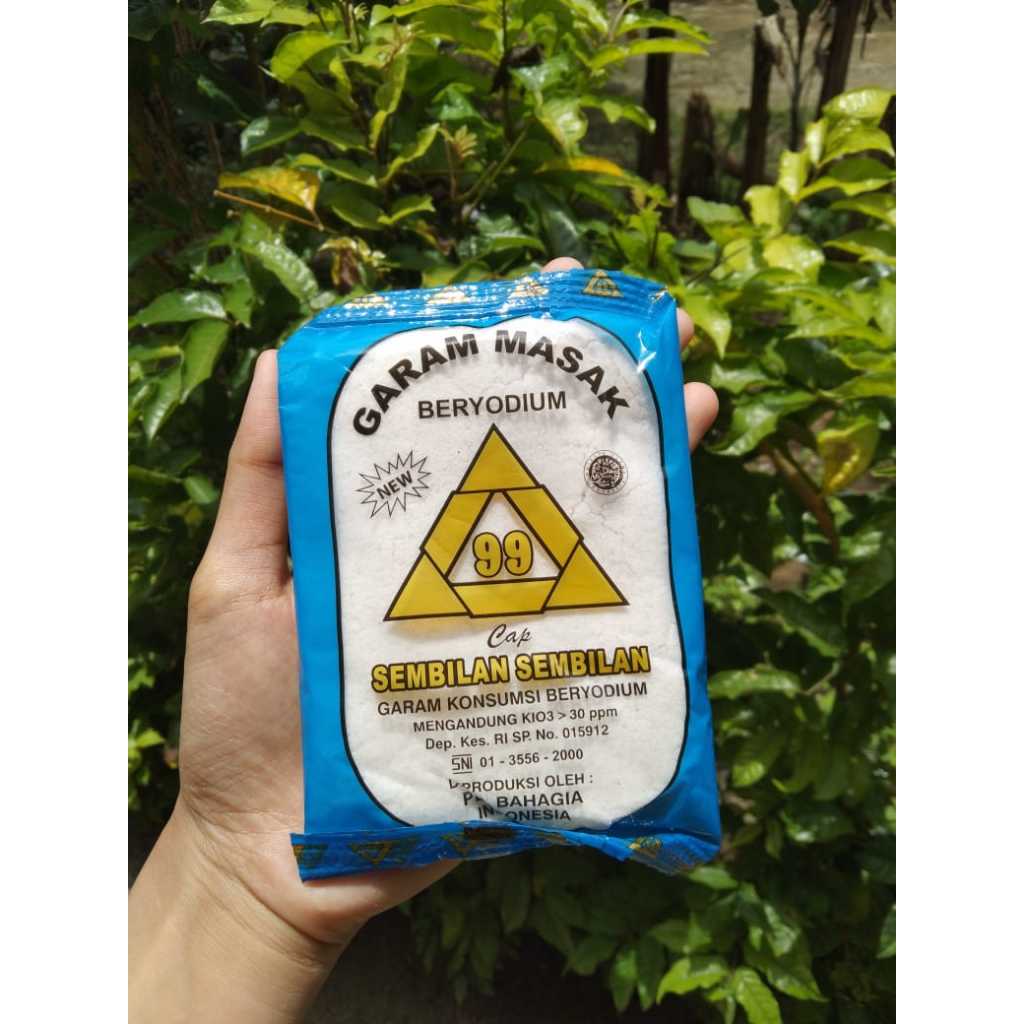 GARAM MASAK
BERYODIUM
NEW
99
Cap
SEMBILAN SEMBILAN
GARAM KONSUMSI BERYODIUM
MENGANDUNG KIO3 > 30 ppm
Dep. Kes. RI SP. No. 015912
SNI 01 - 3556 - 2000
OLEH :
BAHAGIA